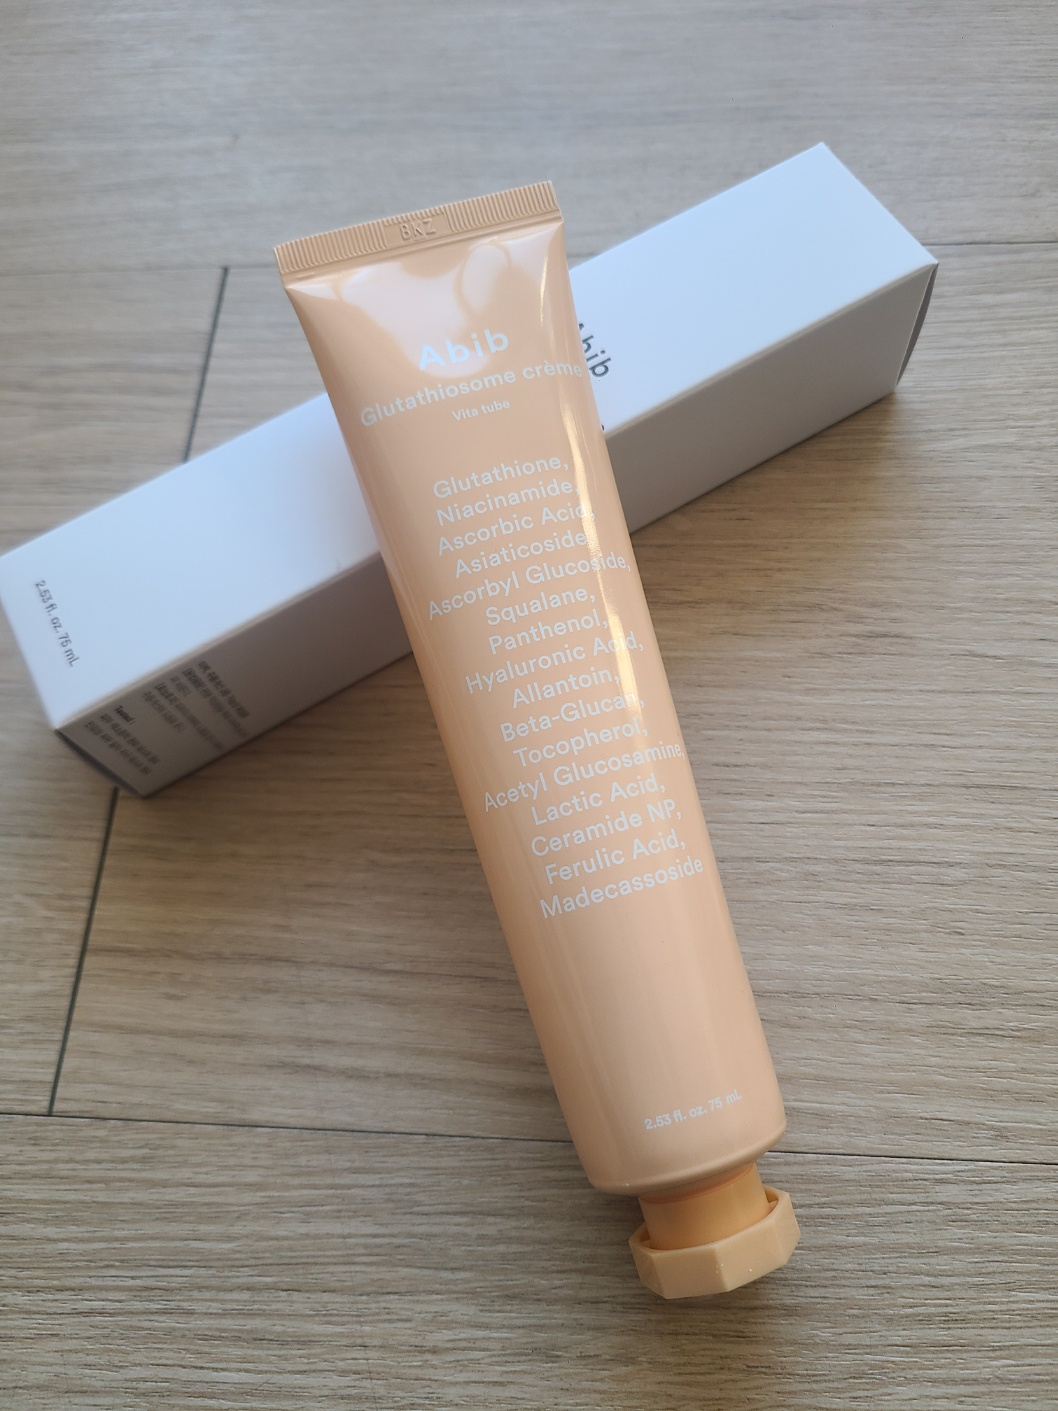 8KZ
Abib
Glutathiosome crème
Vita tube
Glutathione,
Niacinamide,
Ascorbic Acid,
Asiaticoside,
Ascorbyl Glucoside,
Squalane,
Panthenol,
Hyaluronic Acid,
Allantoin,
Beta-Glucan,
Tocopherol,
Acetyl Glucosamine,
Lactic Acid,
Ceramide NP,
Ferulic Acid,
Madecassoside
2.53 fl. oz. 75 mL
Abib
2.53 fl. oz. 75 mL